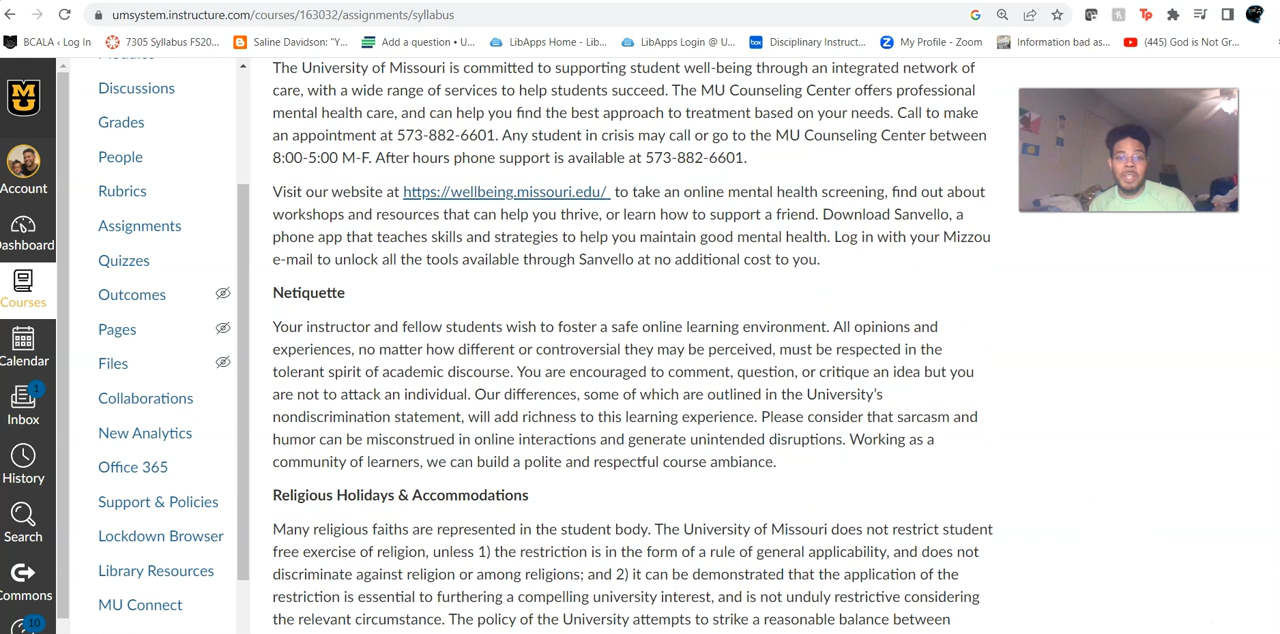 umsystem.instructure.com/courses/163032/assignments/syllabus
BCALA ‹ Log In
7305 Syllabus FS20...
Saline Davidson: "Y...
Add a question • U...
LibApps Home - Lib...
LibApps Login @ U...
box
Disciplinary Instruct...
My Profile - Zoom
Information bad as...
(445) God is Not Gr...
Account
Dashboard
Courses
Calendar
1
Inbox
History
Search
Commons
10
Discussions
Grades
People
Rubrics
Assignments
Quizzes
Outcomes
Pages
Files
Collaborations
New Analytics
Office 365
Support & Policies
Lockdown Browser
Library Resources
MU Connect
The University of Missouri is committed to supporting student well-being through an integrated network of
care, with a wide range of services to help students succeed. The MU Counseling Center offers professional
mental health care, and can help you find the best approach to treatment based on your needs. Call to make
an appointment at 573-882-6601. Any student in crisis may call or go to the MU Counseling Center between
8:00-5:00 M-F. After hours phone support is available at 573-882-6601.
Visit our website at https://wellbeing.missouri.edu/ to take an online mental health screening, find out about
workshops and resources that can help you thrive, or learn how to support a friend. Download Sanvello, a
phone app that teaches skills and strategies to help you maintain good mental health. Log in with your Mizzou
e-mail to unlock all the tools available through Sanvello at no additional cost to you.
Netiquette
Your instructor and fellow students wish to foster a safe online learning environment. All opinions and
experiences, no matter how different or controversial they may be perceived, must be respected in the
tolerant spirit of academic discourse. You are encouraged to comment, question, or critique an idea but you
are not to attack an individual. Our differences, some of which are outlined in the University's
nondiscrimination statement, will add richness to this learning experience. Please consider that sarcasm and
humor can be misconstrued in online interactions and generate unintended disruptions. Working as a
community of learners, we can build a polite and respectful course ambiance.
Religious Holidays & Accommodations
Many religious faiths are represented in the student body. The University of Missouri does not restrict student
free exercise of religion, unless 1) the restriction is in the form of a rule of general applicability, and does not
discriminate against religion or among religions; and 2) it can be demonstrated that the application of the
restriction is essential to furthering a compelling university interest, and is not unduly restrictive considering
the relevant circumstance. The policy of the University attempts to strike a reasonable balance between